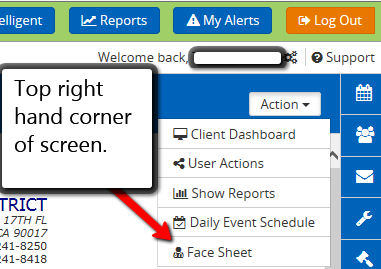 elligent
Reports
My Alerts
Log Out
Welcome back,
Support
Top right
hand corner
of screen.
Action
Client Dashboard
User Actions
Show Reports
Daily Event Schedule
Face Sheet
TRICT
17TH FL
CA 90017
241-8250
241-8418